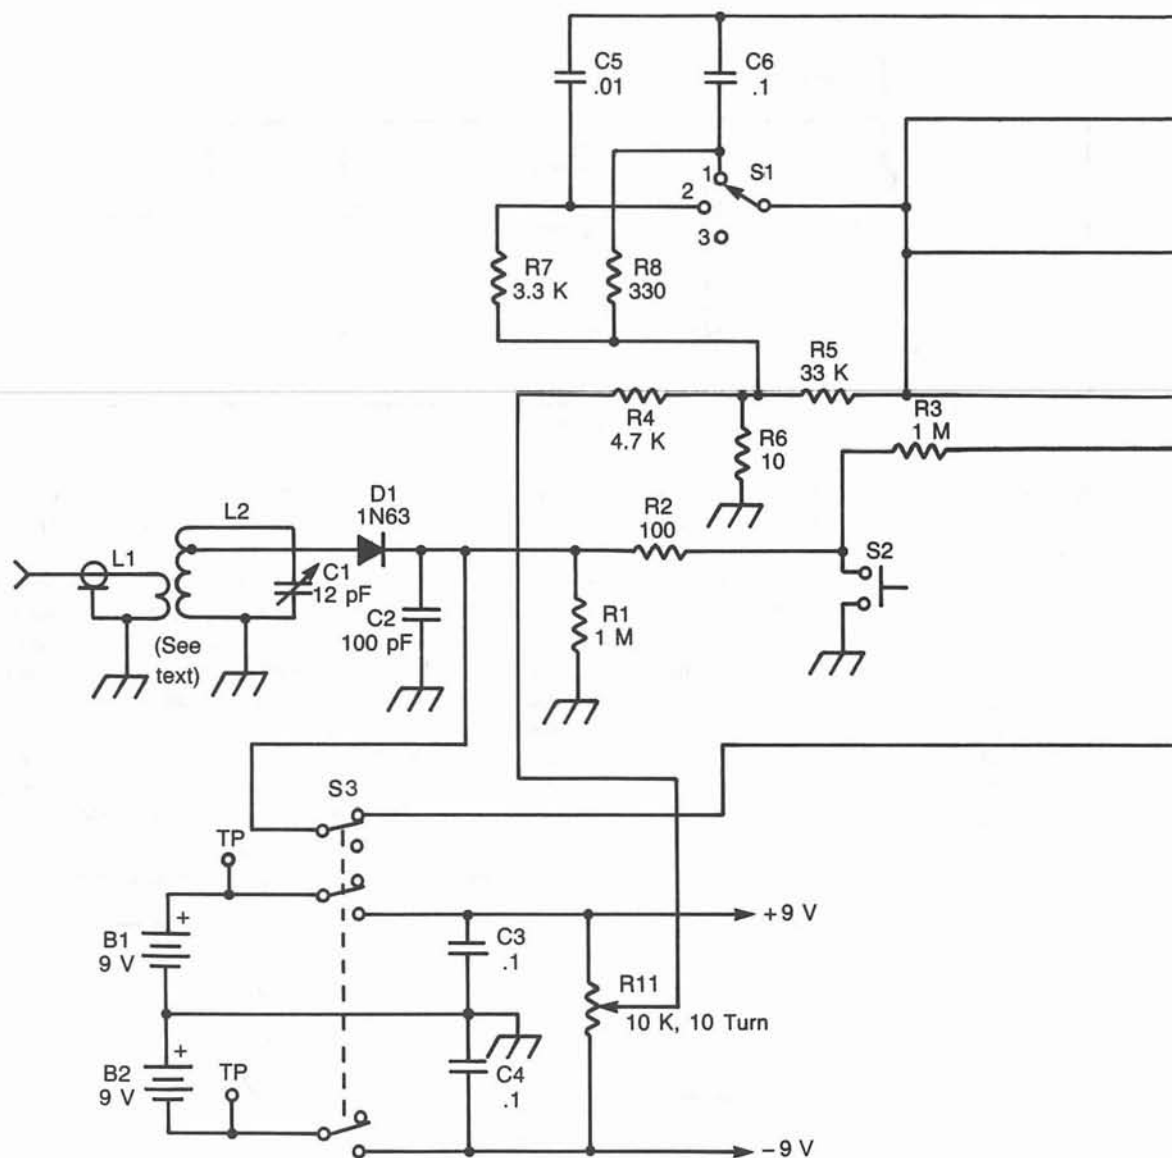 C5
.01
C6
.1
1
S1
2
3
R7
3.3 K
R8
330
R5
33 K
R4
4.7 K
R6
10
R3
1 M
D1
1N63
L2
L1
C1
12 pF
R2
100
S2
C2
100 pF
R1
1 M
(See
text)
S3
TP
+
B1
9 V
C3
.1
+9 V
R11
10 K, 10 Turn
+
B2
9 V
TP
C4
.1
−9 V